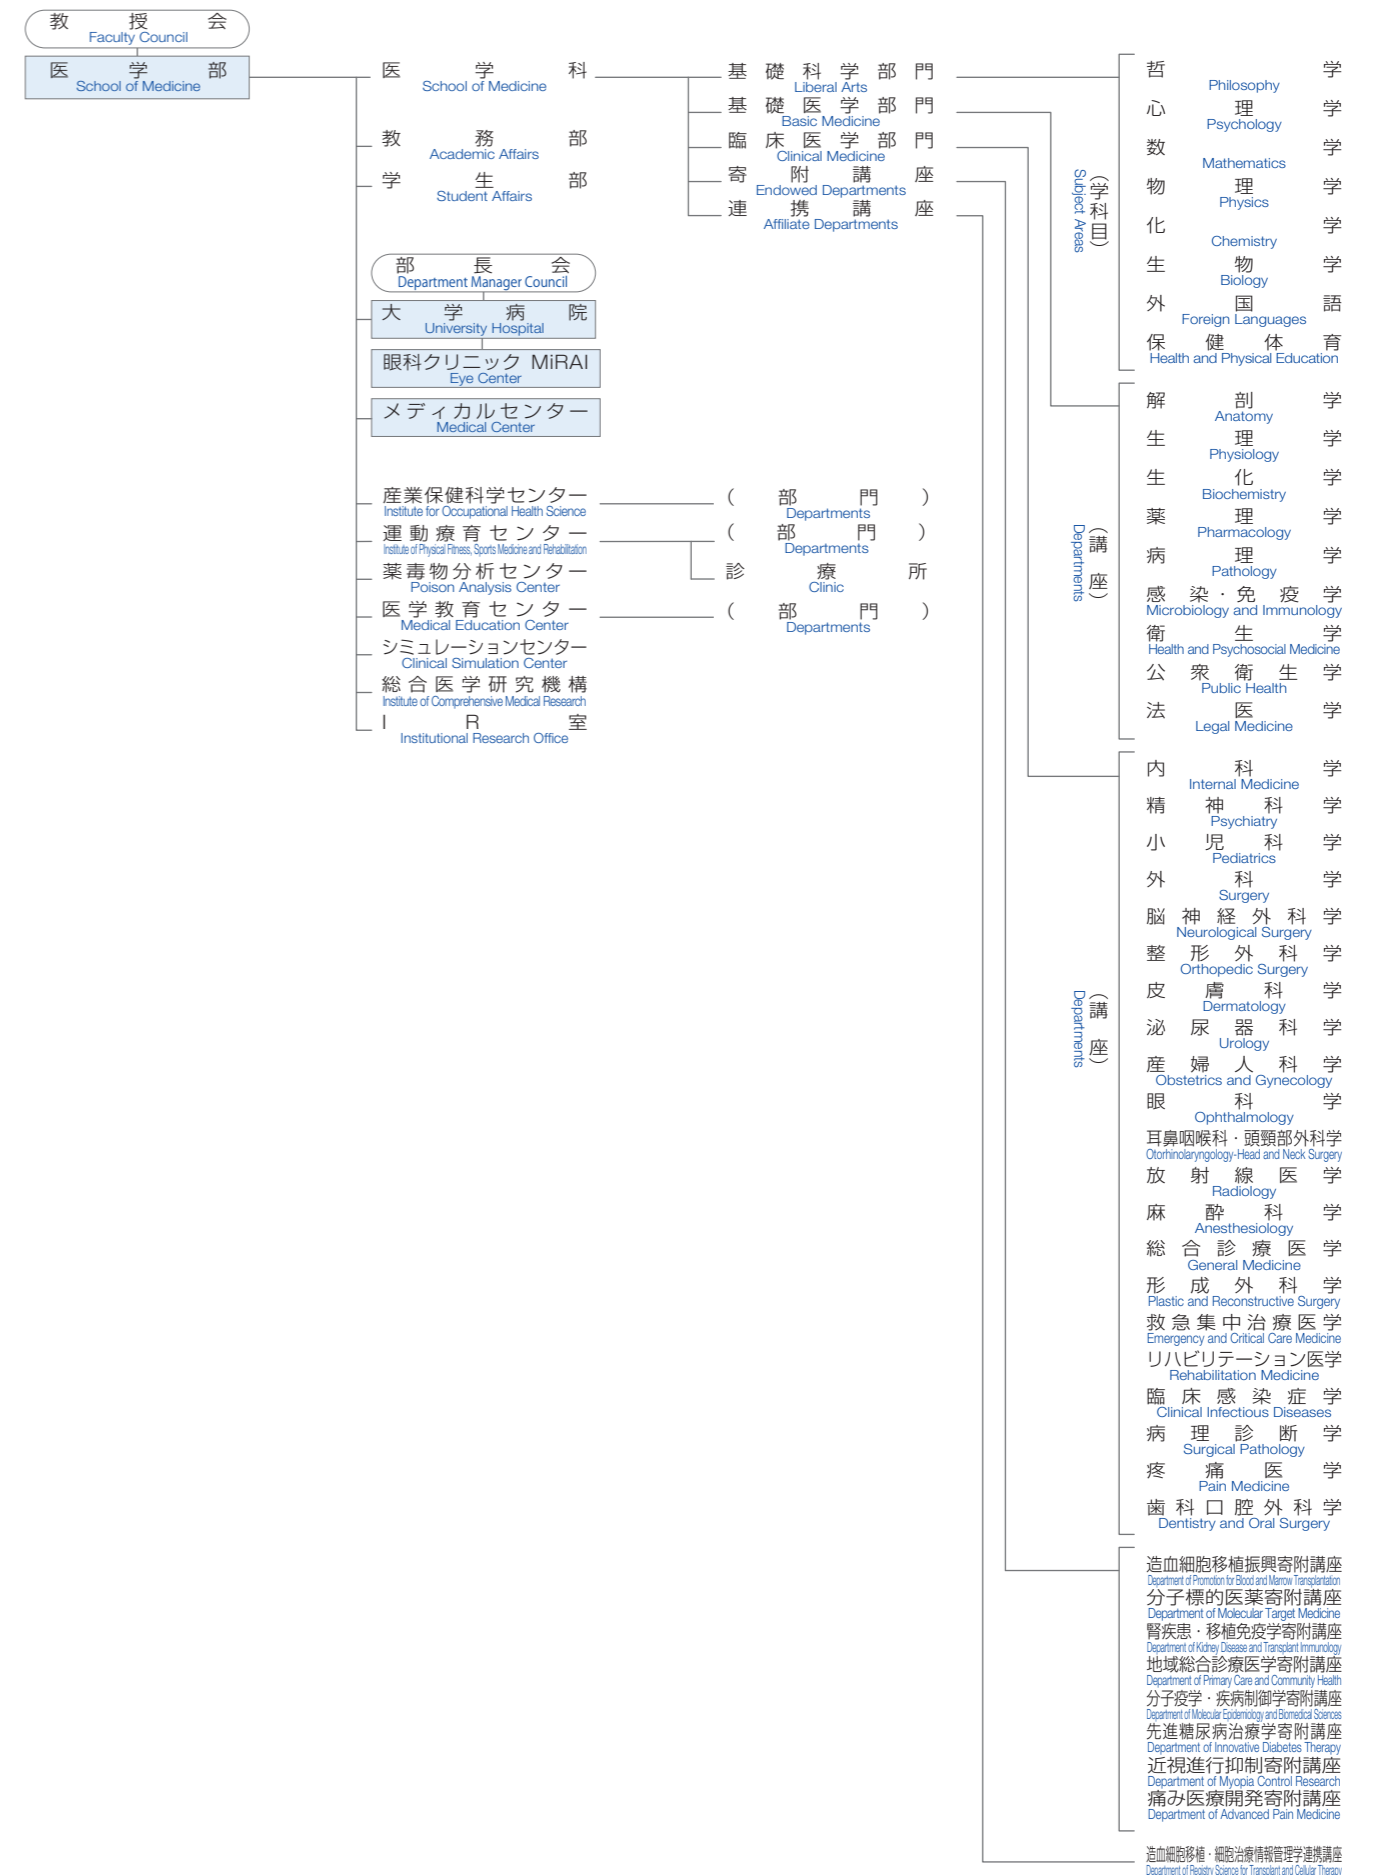 教授会
Faculty Council
医学部
School of Medicine
医学科
School of Medicine
教務部
Academic Affairs
学生部
Student Affairs
部長会
Department Manager Council
大学病院
University Hospital
眼科クリニック MiRAI
Eye Center
メディカルセンター
Medical Center
産業保健科学センター
Institute for Occupational Health Science
運動療育センター
Institute of Physical Fitness, Sports Medicine and Rehabilitation
薬毒物分析センター
Poison Analysis Center
医学教育センター
Medical Education Center
シミュレーションセンター
Clinical Simulation Center
総合医学研究機構
Institute of Comprehensive Medical Research
IR室
Institutional Research Office
基礎科学部門
Liberal Arts
基礎医学部門
Basic Medicine
臨床医学部門
Clinical Medicine
寄附講座
Endowed Departments
連携講座
Affiliate Departments
(部門)
Departments
(部門)
Departments
診療所
Clinic
(部門)
Departments
(学科目)
Subject Areas
哲学
Philosophy
心理学
Psychology
数学
Mathematics
物理学
Physics
化学
Chemistry
生物学
Biology
外国語
Foreign Languages
保健体育
Health and Physical Education
(講座)
Departments
解剖学
Anatomy
生理学
Physiology
生化学
Biochemistry
薬理学
Pharmacology
病理学
Pathology
感染・免疫学
Microbiology and Immunology
衛生学
Health and Psychosocial Medicine
公衆衛生学
Public Health
法医学
Legal Medicine
(講座)
Departments
内科学
Internal Medicine
精神科学
Psychiatry
小児科学
Pediatrics
外科学
Surgery
脳神経外科学
Neurological Surgery
整形外科学
Orthopedic Surgery
皮膚科学
Dermatology
泌尿器科学
Urology
産婦人科学
Obstetrics and Gynecology
眼科学
Ophthalmology
耳鼻咽喉科・頭頸部外科学
Otorhinolaryngology-Head and Neck Surgery
放射線医学
Radiology
麻酔科学
Anesthesiology
総合診療医学
General Medicine
形成外科学
Plastic and Reconstructive Surgery
救急集中治療医学
Emergency and Critical Care Medicine
リハビリテーション医学
Rehabilitation Medicine
臨床感染症学
Clinical Infectious Diseases
病理診断学
Surgical Pathology
疼痛医学
Pain Medicine
歯科口腔外科学
Dentistry and Oral Surgery
造血細胞移植振興寄附講座
Department of Promotion for Blood and Marrow Transplantation
分子標的医薬寄附講座
Department of Molecular Target Medicine
腎疾患・移植免疫学寄附講座
Department of Kidney Disease and Transplant Immunology
地域総合診療医学寄附講座
Department of Primary Care and Community Health
分子疫学・疾病制御学寄附講座
Department of Molecular Epidemiology and Biomedical Sciences
先進糖尿病治療学寄附講座
Department of Innovative Diabetes Therapy
近視進行抑制寄附講座
Department of Myopia Control Research
痛み医療開発寄附講座
Department of Advanced Pain Medicine
造血細胞移植・細胞治療情報管理学連携講座
Department of Registry Science for Transplant and Cellular Therapy